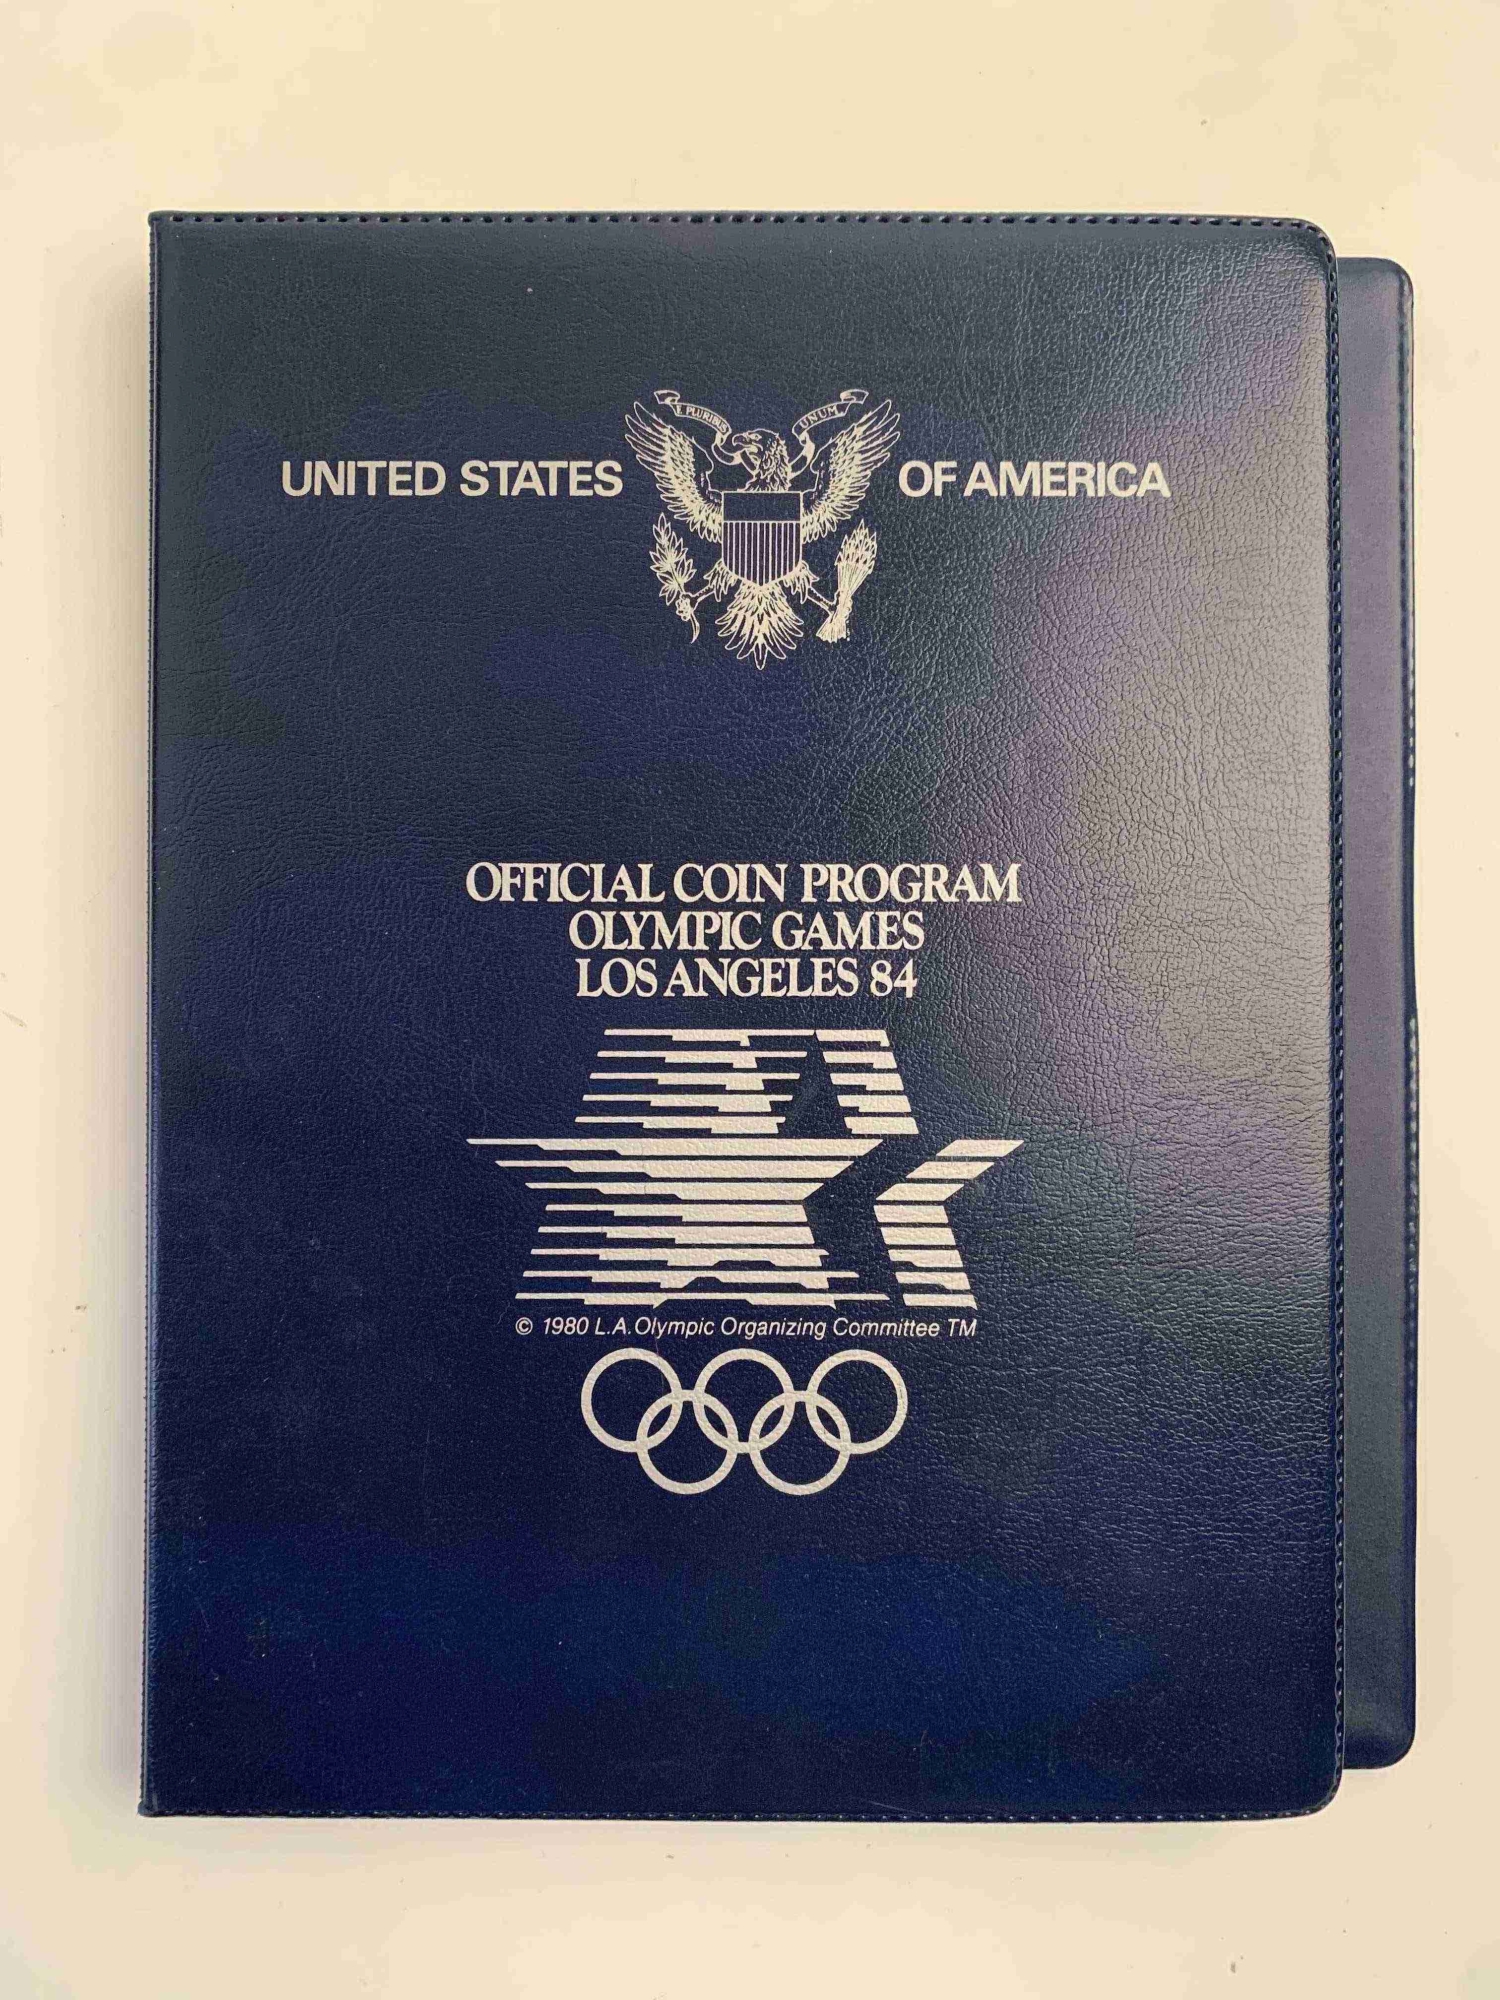 E PLURIBUS UNUM
UNITED STATES OF AMERICA
OFFICIAL COIN PROGRAM
OLYMPIC GAMES
LOS ANGELES 84
© 1980 L.A. Olympic Organizing Committee TM